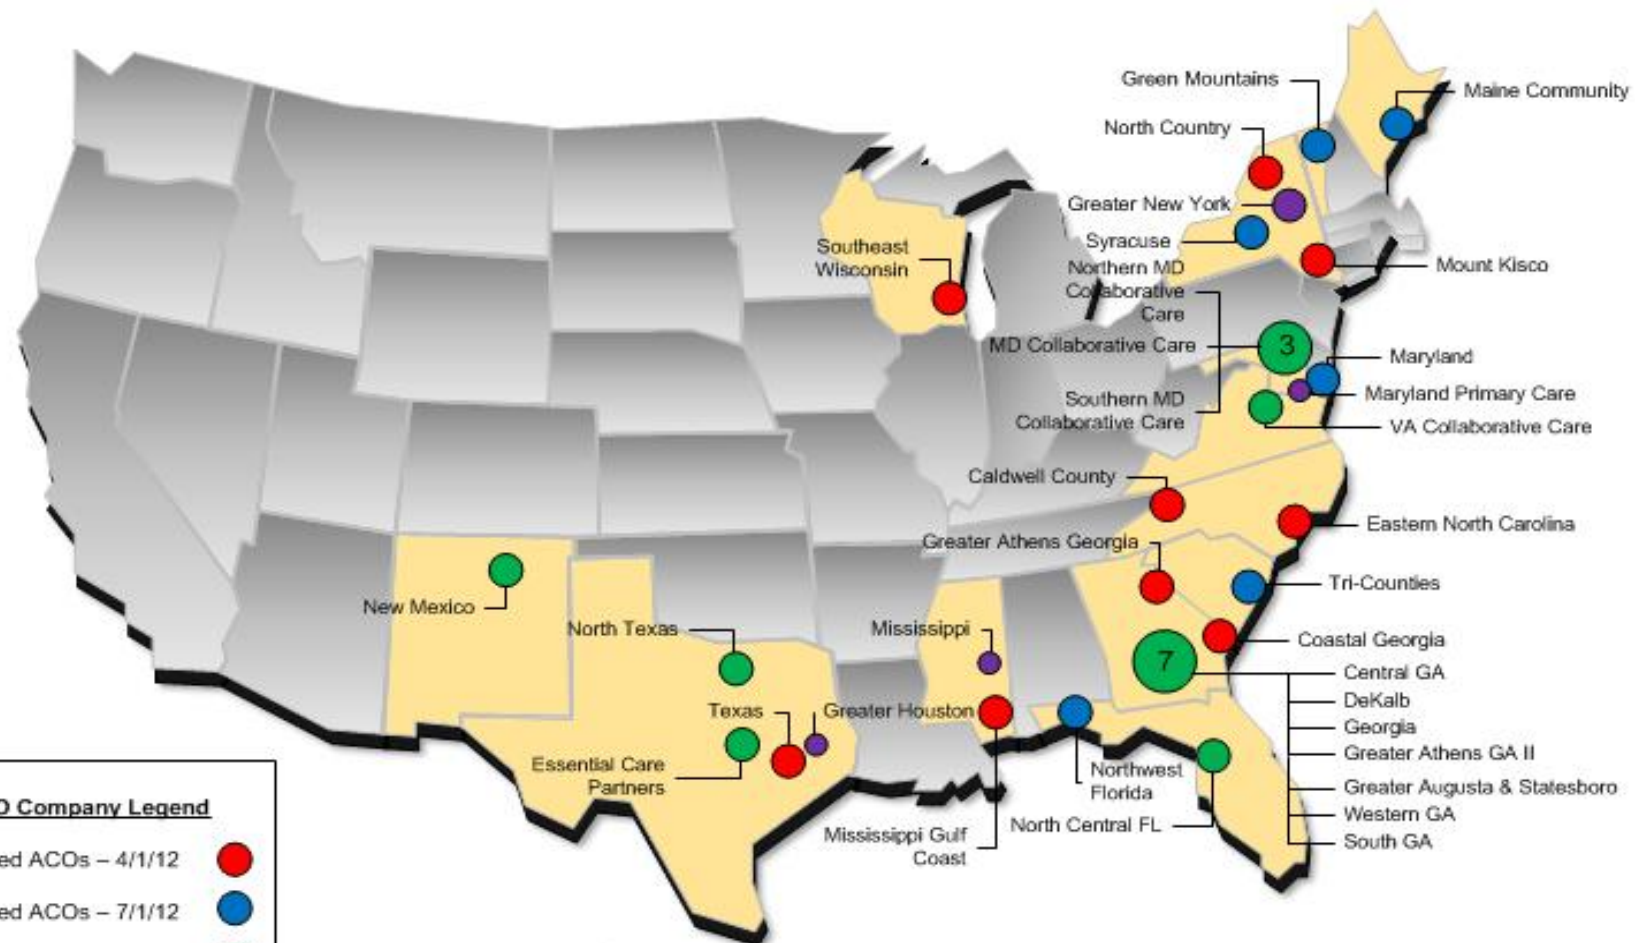 Green Mountains
Maine Community
North Country
Greater New York
Syracuse
Mount Kisco
Southeast
Wisconsin
Northern MD
Collaborative
Care
MD Collaborative Care
3
Maryland
Maryland Primary Care
Southern MD
Collaborative Care
VA Collaborative Care
Caldwell County
Eastern North Carolina
Greater Athens Georgia
Tri-Counties
New Mexico
North Texas
Mississippi
Coastal Georgia
7
Central GA
DeKalb
Georgia
Greater Athens GA II
Greater Augusta & Statesboro
Western GA
South GA
Texas
Greater Houston
Essential Care
Partners
Northwest
Florida
North Central FL
Mississippi Gulf
Coast
Company Legend
ACOs – 4/1/12
ACOs – 7/1/12